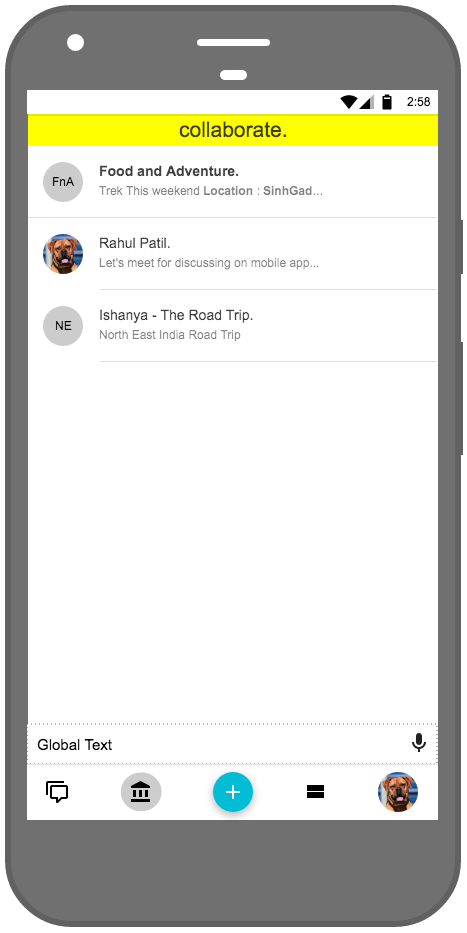 2:58
collaborate.
FnA
Food and Adventure.
Trek This weekend Location : SinhGad...
Rahul Patil.
Let's meet for discussing on mobile app...
NE
Ishanya - The Road Trip.
North East India Road Trip
Global Text